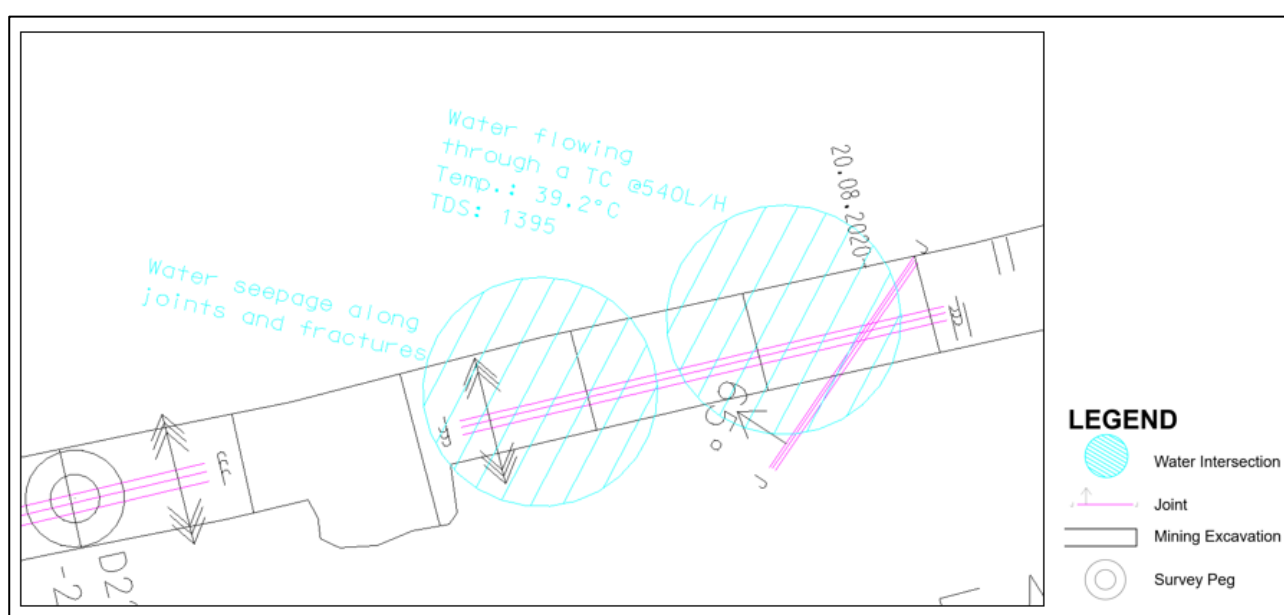 Water flowing
through a TC @540L/H
Temp.: 39.2°C
TDS: 1395
20.08.2020
Water seepage along
joints and fractures
65°
LEGEND
Water Intersection
Joint
Mining Excavation
Survey Peg